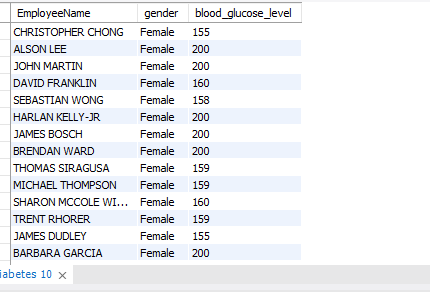 EmployeeName gender blood_glucose_level
CHRISTOPHER CHONG Female 155
ALSON LEE Female 200
JOHN MARTIN Female 200
DAVID FRANKLIN Female 160
SEBASTIAN WONG Female 158
HARLAN KELLY-JR Female 200
JAMES BOSCH Female 200
BRENDAN WARD Female 200
THOMAS SIRAGUSA Female 159
MICHAEL THOMPSON Female 159
SHARON MCCOLE WI... Female 160
TRENT RHORER Female 159
JAMES DUDLEY Female 155
BARBARA GARCIA Female 200
iabetes 10